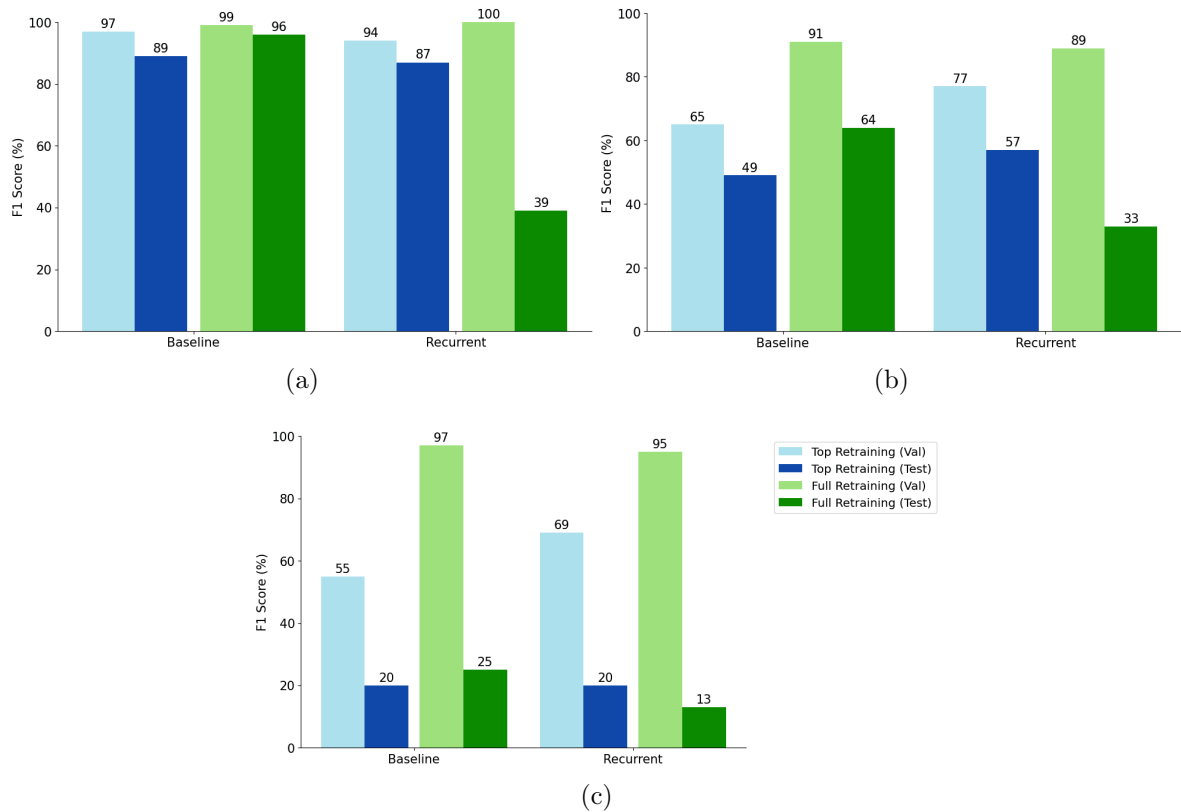 100
80
60
40
20
0
F1 Score (%)
97
89
99
96
94
87
100
39
Baseline
Recurrent
(a)
100
80
60
40
20
0
F1 Score (%)
65
49
91
64
77
57
89
33
Baseline
Recurrent
(b)
100
80
60
40
20
0
F1 Score (%)
55
20
97
25
69
20
95
13
Baseline
Recurrent
Top Retraining (Val)
Top Retraining (Test)
Full Retraining (Val)
Full Retraining (Test)
(c)